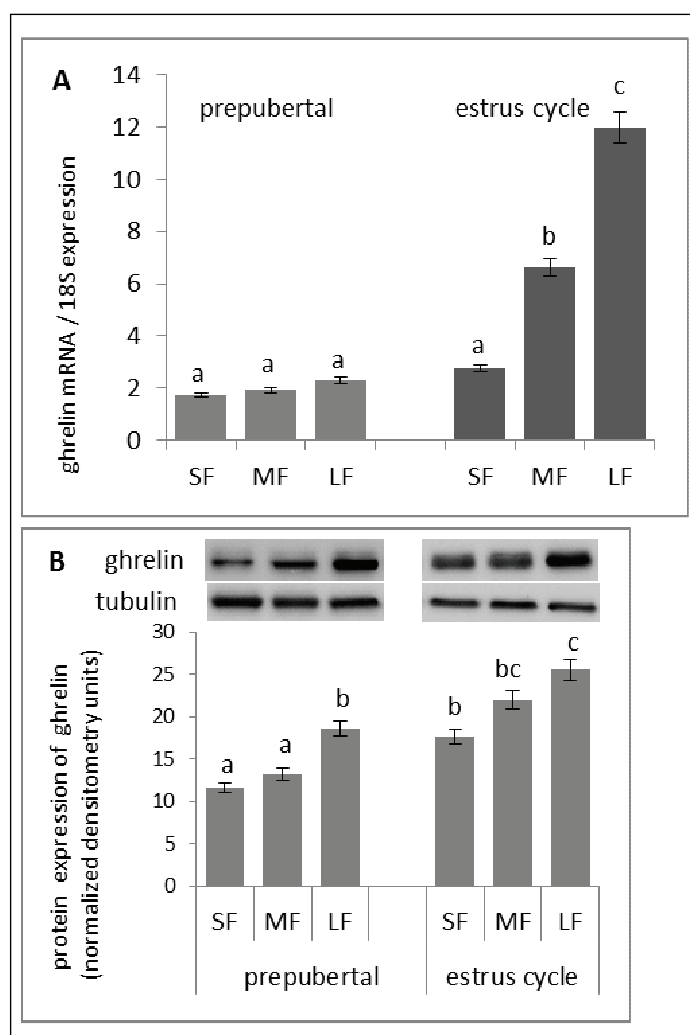 A
prepubertal
estrus cycle
ghrelin mRNA / 18S expression
14
12
10
8
6
4
2
0
a
a
a
a
b
c
SF
MF
LF
SF
MF
LF
B
ghrelin
tubulin
protein expression of ghrelin
(normalized densitometry units)
30
25
20
15
10
5
0
a
a
b
b
bc
c
SF
MF
LF
SF
MF
LF
prepubertal
estrus cycle